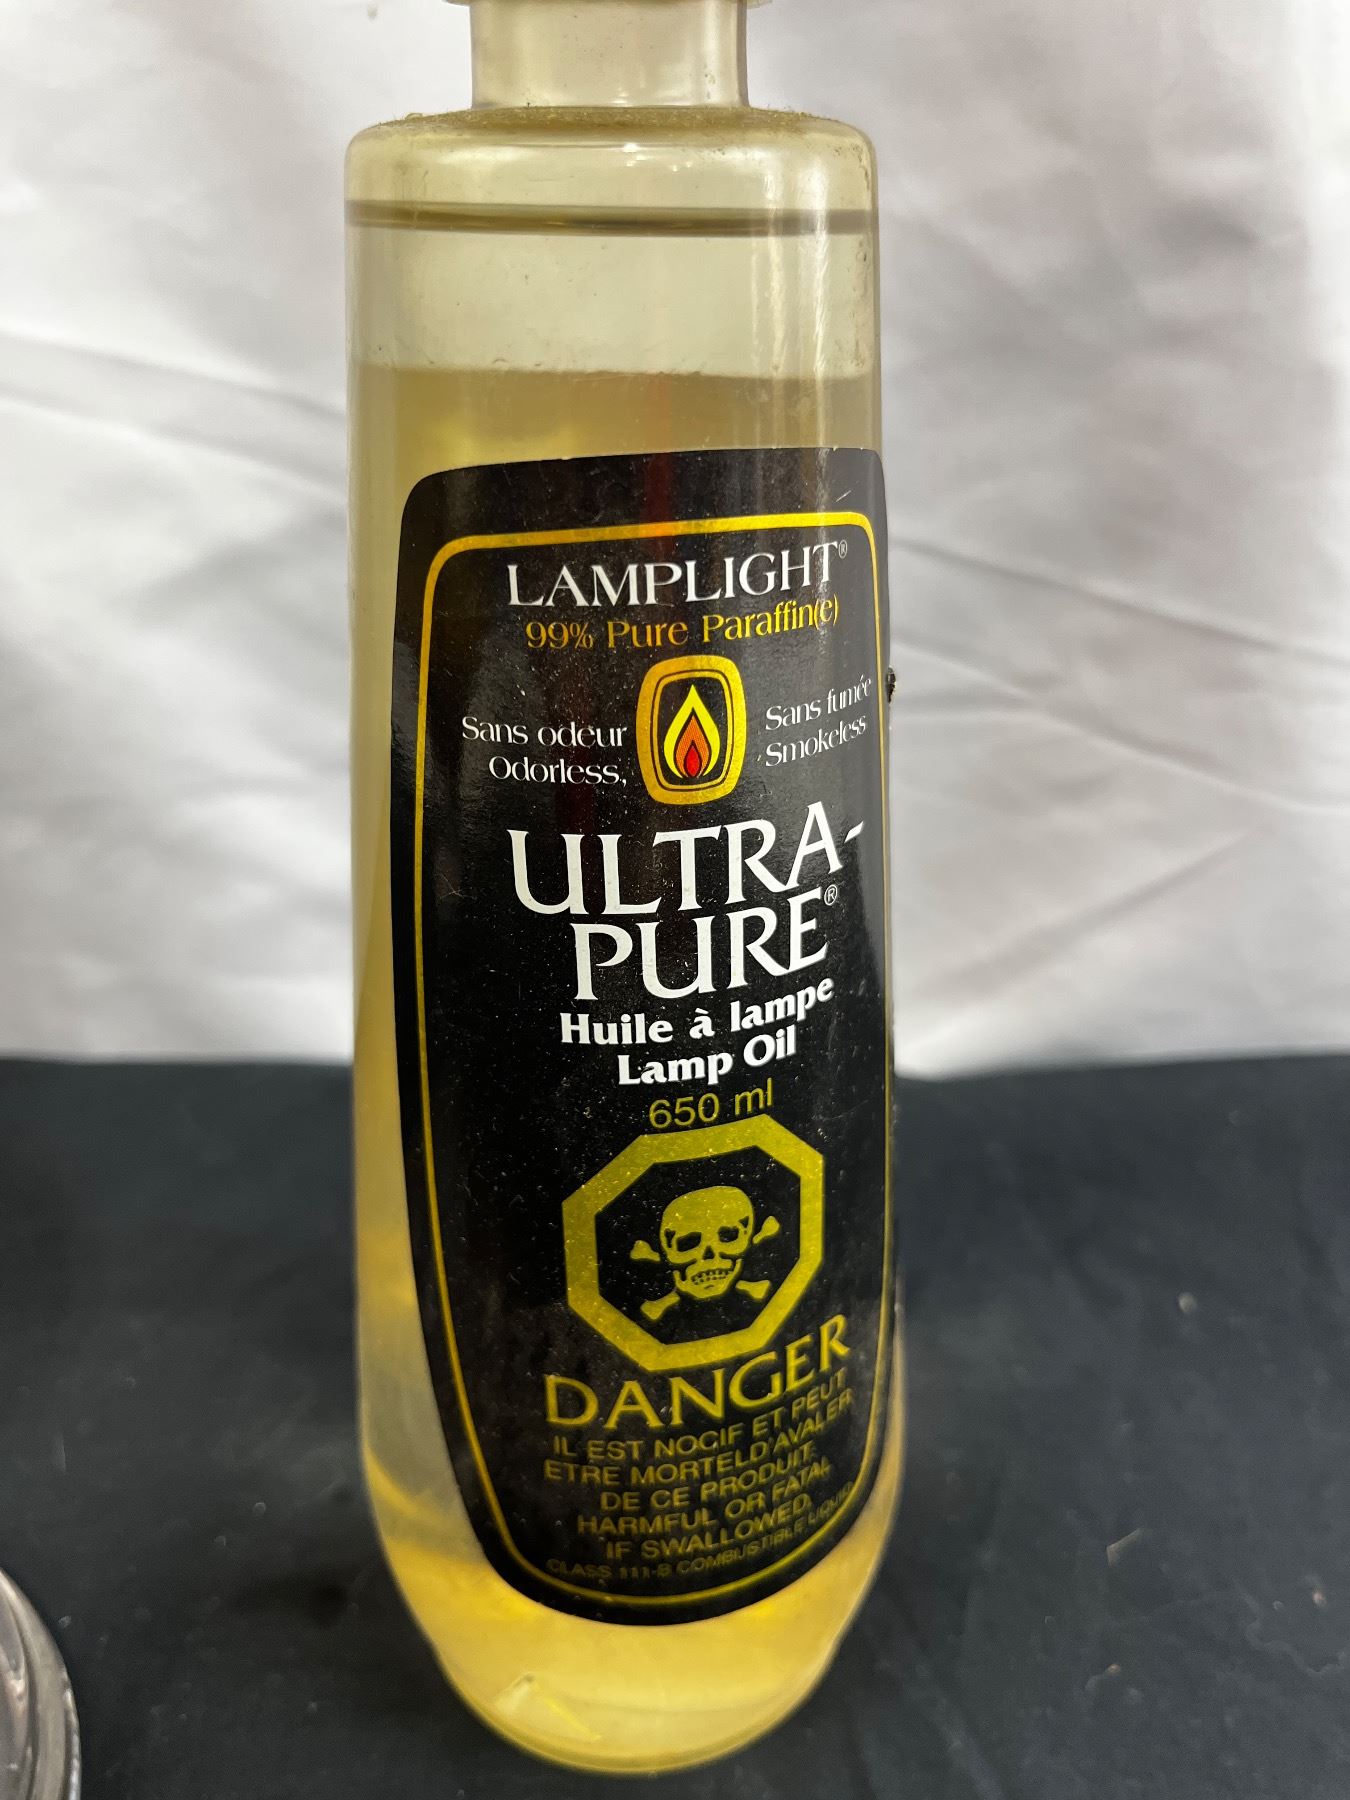 LAMPLIGHT®
99% Pure Paraffin(e)
Sans odeur
Odorless,
Sans fumée
Smokeless
ULTRA-
PURE®
Huile à lampe
Lamp Oil
650 ml
DANGER
IL EST NOCIF ET PEUT
ETRE MORTEL D'AVALER
DE CE PRODUIT.
HARMFUL OR FATAL
IF SWALLOWED.
CLASS 111-B COMBUSTIBLE LIQUID